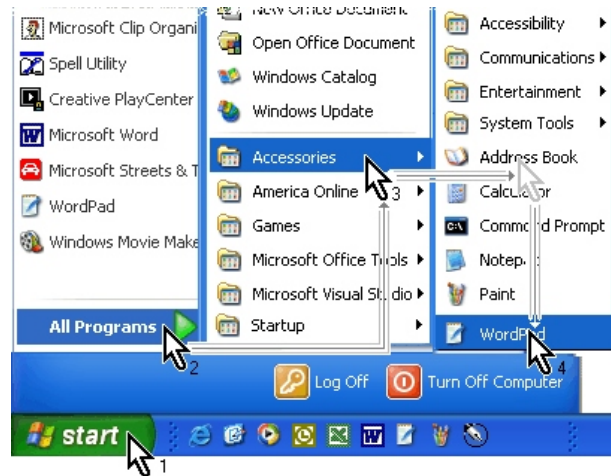 Microsoft Clip Organi
Spell Utility
Creative PlayCenter
Microsoft Word
Microsoft Streets & T
WordPad
Windows Movie Make
All Programs
2
New Office Document
Open Office Document
Windows Catalog
Windows Update
Accessories
3
America Online
Games
Microsoft Office Tools
Microsoft Visual Studio
Startup
Accessibility
Communications
Entertainment
System Tools
Address Book
Calculator
Command Prompt
Notepad
Paint
WordPad
4
Log Off
Turn Off Computer
start
1